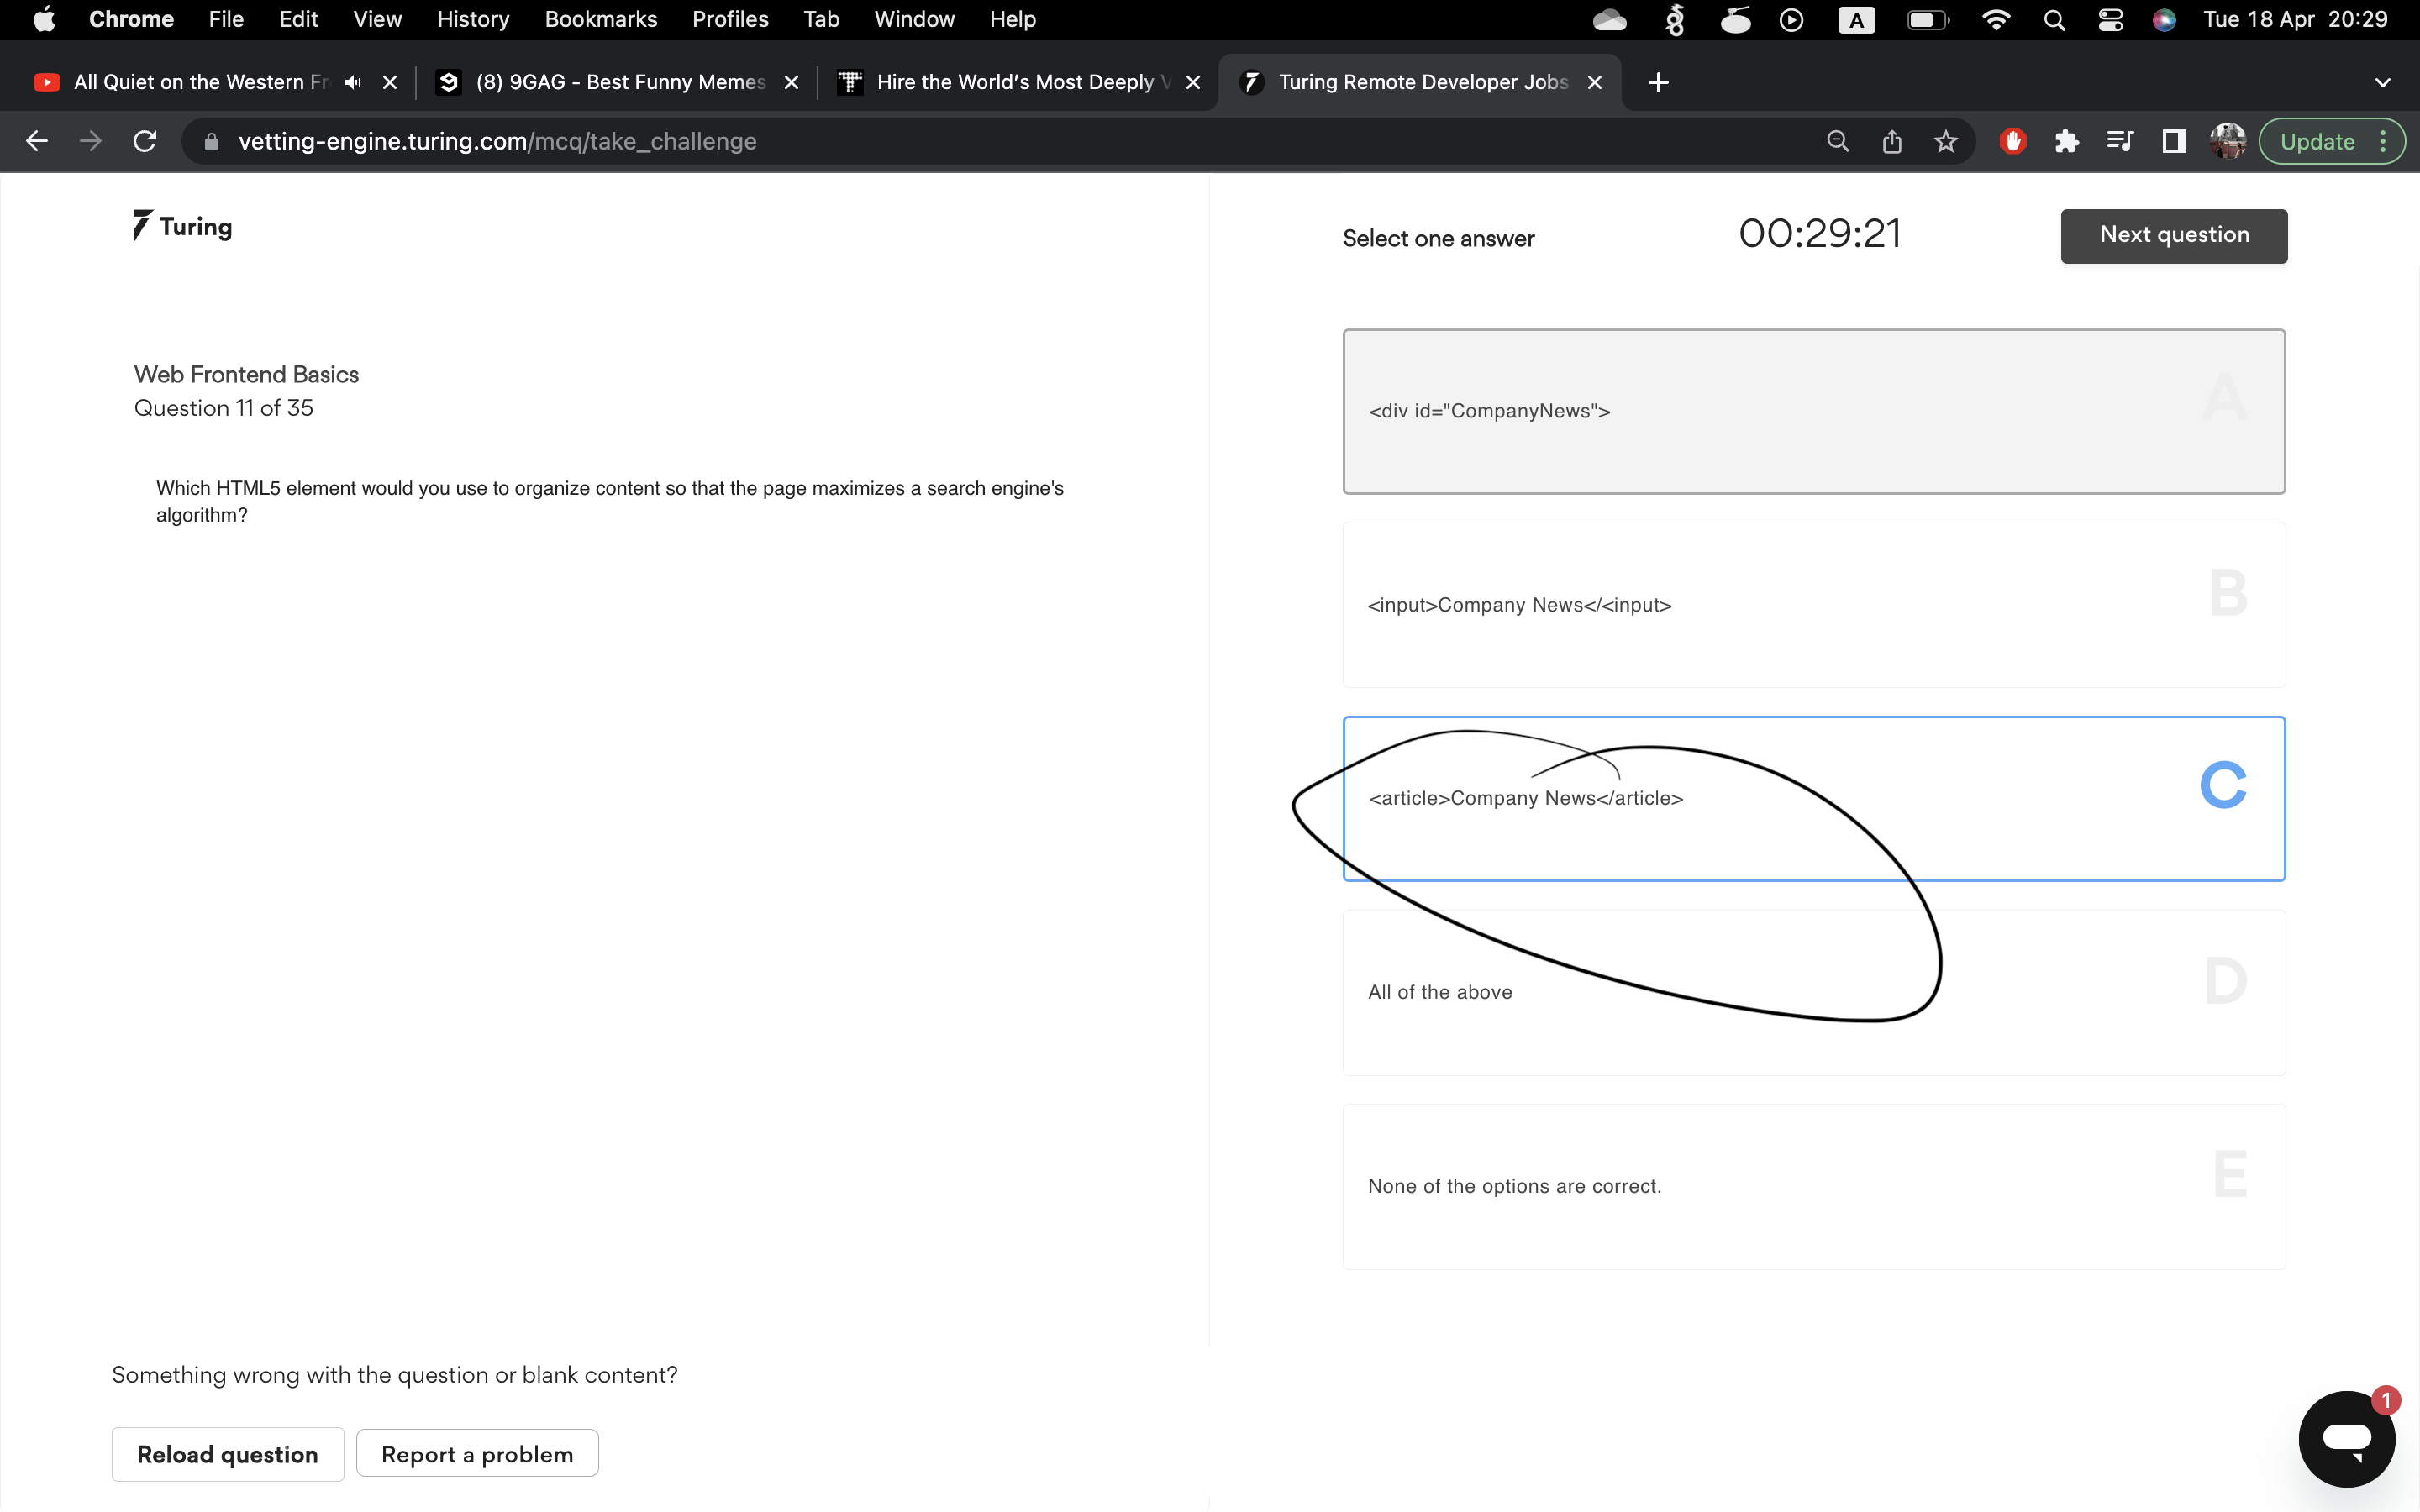 Chrome File Edit View History Bookmarks Profiles Tab Window Help A Tue 18 Apr 20:29
All Quiet on the Western Fr (8) 9GAG - Best Funny Memes Hire the World's Most Deeply V Turing Remote Developer Jobs
vetting-engine.turing.com/mcq/take_challenge Update
Turing
Select one answer 00:29:21 Next question
Web Frontend Basics
Question 11 of 35
Which HTML5 element would you use to organize content so that the page maximizes a search engine's
algorithm?
<div id="CompanyNews"> A
<input>Company News</<input> B
<article>Company News</article> C
All of the above D
None of the options are correct. E
Something wrong with the question or blank content?
Reload question Report a problem
1